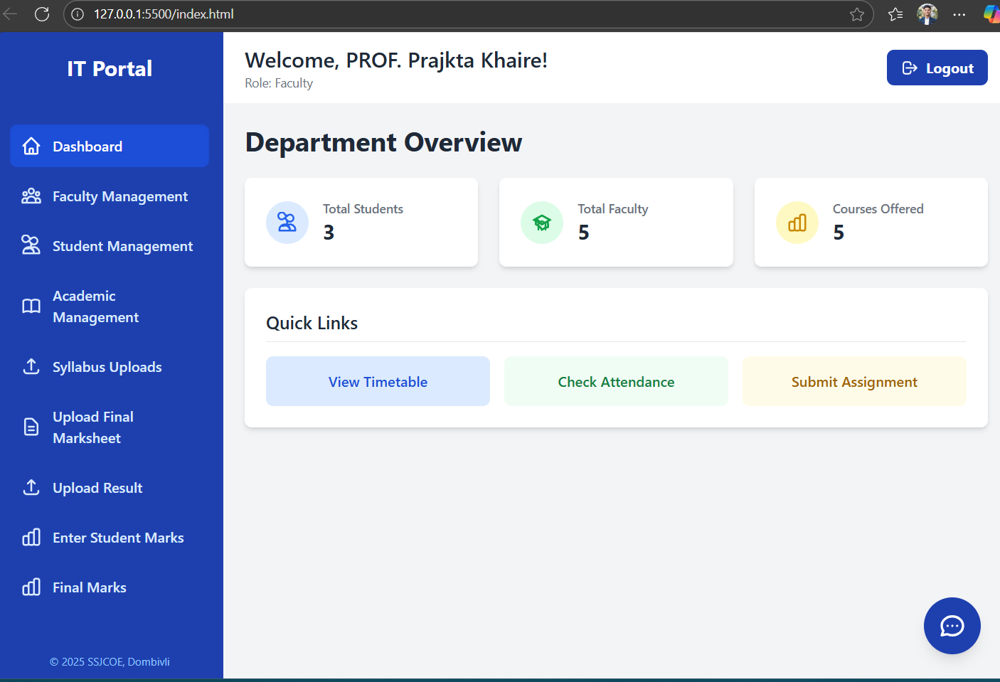 127.0.0.1:5500/index.html
IT Portal
Dashboard
Faculty Management
Student Management
Academic
Management
Syllabus Uploads
Upload Final
Marksheet
Upload Result
Enter Student Marks
Final Marks
© 2025 SSJCOE, Dombivli
Welcome, PROF. Prajkta Khaire!
Role: Faculty
Logout
Department Overview
Total Students
3
Total Faculty
5
Courses Offered
5
Quick Links
View Timetable
Check Attendance
Submit Assignment